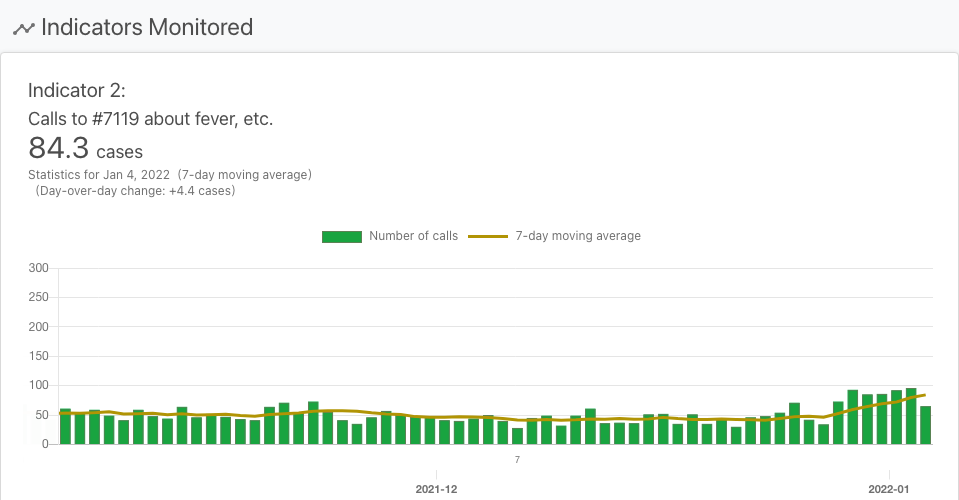 Indicators Monitored
Indicator 2:
Calls to #7119 about fever, etc.
84.3 cases
Statistics for Jan 4, 2022 (7-day moving average)
(Day-over-day change: +4.4 cases)
Number of calls 7-day moving average
300
250
200
150
100
50
0
7
2021-12 2022-01